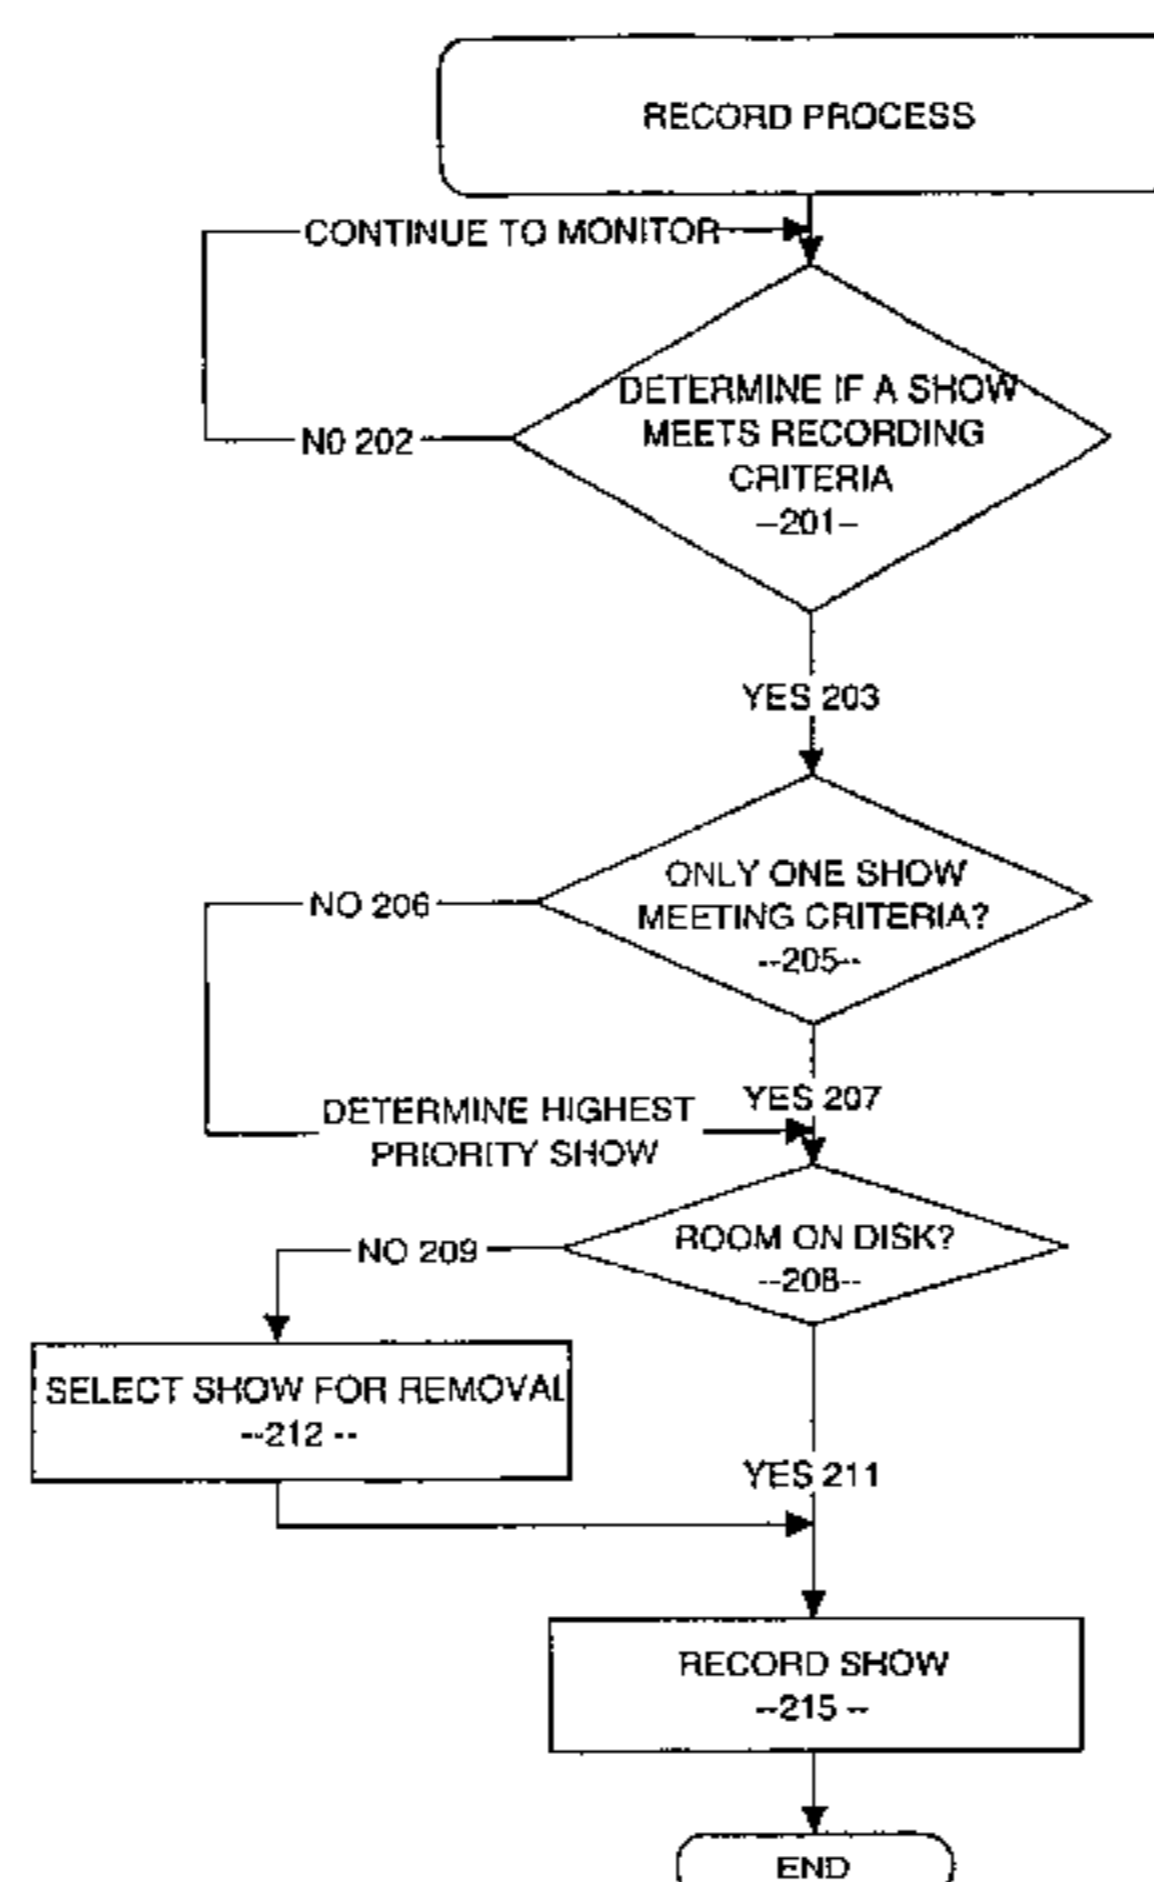 RECORD PROCESS
CONTINUE TO MONITOR
DETERMINE IF A SHOW
MEETS RECORDING
CRITERIA
--201--
N0 202
YES 203
ONLY ONE SHOW
MEETING CRITERIA?
--205--
NO 206
YES 207
DETERMINE HIGHEST
PRIORITY SHOW
ROOM ON DISK?
--208--
NO 209
SELECT SHOW FOR REMOVAL
--212 --
YES 211
RECORD SHOW
--215 --
END